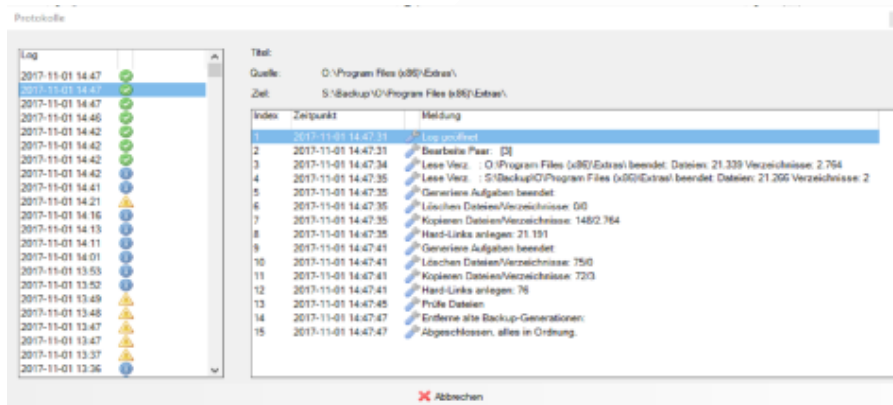 Protokolle
Log
2017-11-01 14:47
2017-11-01 14:47
2017-11-01 14:47
2017-11-01 14:46
2017-11-01 14:42
2017-11-01 14:42
2017-11-01 14:42
2017-11-01 14:42
2017-11-01 14:41
2017-11-01 14:21
2017-11-01 14:16
2017-11-01 14:13
2017-11-01 14:11
2017-11-01 14:01
2017-11-01 13:53
2017-11-01 13:52
2017-11-01 13:49
2017-11-01 13:48
2017-11-01 13:47
2017-11-01 13:47
2017-11-01 13:37
2017-11-01 13:36
Titel:
Quelle: O:\Program Files (x86)\Extras\
Ziel: S:\Backup\O\Program Files (x86)\Extras\
Index Zeitpunkt Meldung
1 2017-11-01 14:47:31 Log geöffnet
2 2017-11-01 14:47:31 Bearbeite Paar: [3]
3 2017-11-01 14:47:34 Lese Verz. : O:\Program Files (x86)\Extras\ beendet: Dateien: 21.339 Verzeichnisse: 2.764
4 2017-11-01 14:47:35 Lese Verz. : S:\Backup\O\Program Files (x86)\Extras\ beendet: Dateien: 21.266 Verzeichnisse: 2
5 2017-11-01 14:47:35 Generiere Aufgaben beendet:
6 2017-11-01 14:47:35 Löschen Dateien/Verzeichnisse: 0/0
7 2017-11-01 14:47:35 Kopieren Dateien/Verzeichnisse: 148/2.764
8 2017-11-01 14:47:35 Hard-Links anlegen: 21.191
9 2017-11-01 14:47:41 Generiere Aufgaben beendet:
10 2017-11-01 14:47:41 Löschen Dateien/Verzeichnisse: 75/0
11 2017-11-01 14:47:41 Kopieren Dateien/Verzeichnisse: 72/3
12 2017-11-01 14:47:41 Hard-Links anlegen: 76
13 2017-11-01 14:47:45 Prüfe Dateien
14 2017-11-01 14:47:47 Entferne alte Backup-Generationen:
15 2017-11-01 14:47:47 Abgeschlossen, alles in Ordnung.
Abbrechen